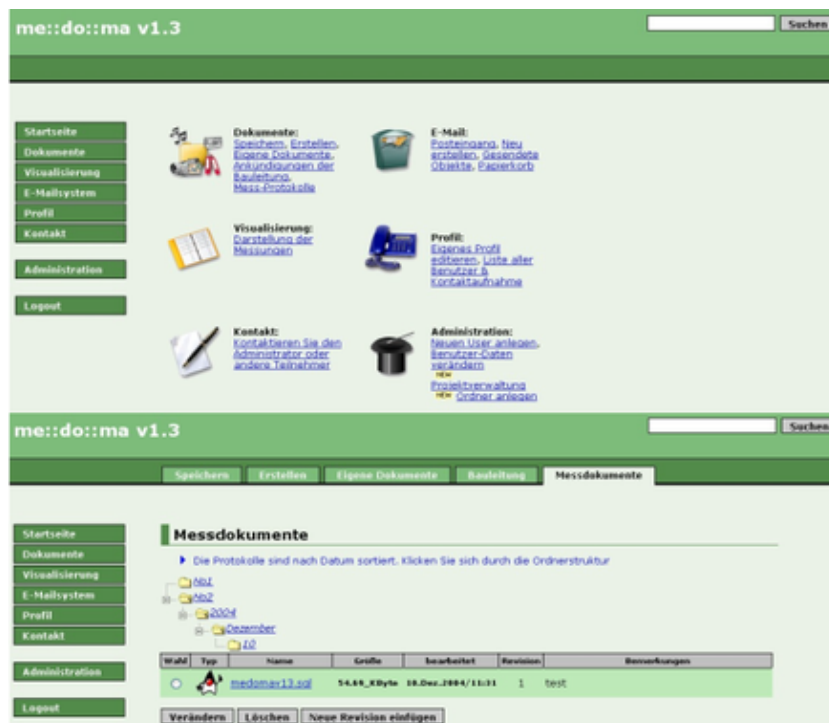 me::do::ma v1.3
Suchen
Startseite
Dokumente
Visualisierung
E-Mailsystem
Profil
Kontakt
Administration
Logout
Dokumente:
Speichern, Erstellen,
Eigene Dokumente,
Ankündigungen der
Bauleitung,
Mess-Protokolle
E-Mail:
Posteingang, Neu
erstellen, Gesendete
Objekte, Papierkorb
Visualisierung:
Darstellung der
Messungen
Profil:
Eigenes Profil
editieren, Liste aller
Benutzer &
Kontaktaufnahme
Kontakt:
Kontaktieren Sie den
Administrator oder
andere Teilnehmer
Administration:
Neuen User anlegen,
Benutzer-Daten
verändern
NEW
Projektverwaltung
NEW Ordner anlegen
me::do::ma v1.3
Suchen
Speichern Erstellen Eigene Dokumente Bauleitung Messdokumente
Startseite
Dokumente
Visualisierung
E-Mailsystem
Profil
Kontakt
Administration
Logout
Messdokumente
Die Protokolle sind nach Datum sortiert. Klicken Sie sich durch die Ordnerstruktur
No1
No2
2004
Dezember
10
Wahl Typ Name Größe bearbeitet Revision Bemerkungen
medomav13.sql 54.69_KByte 10.Dez.2004/11:31 1 test
Verändern Löschen Neue Revision einfügen